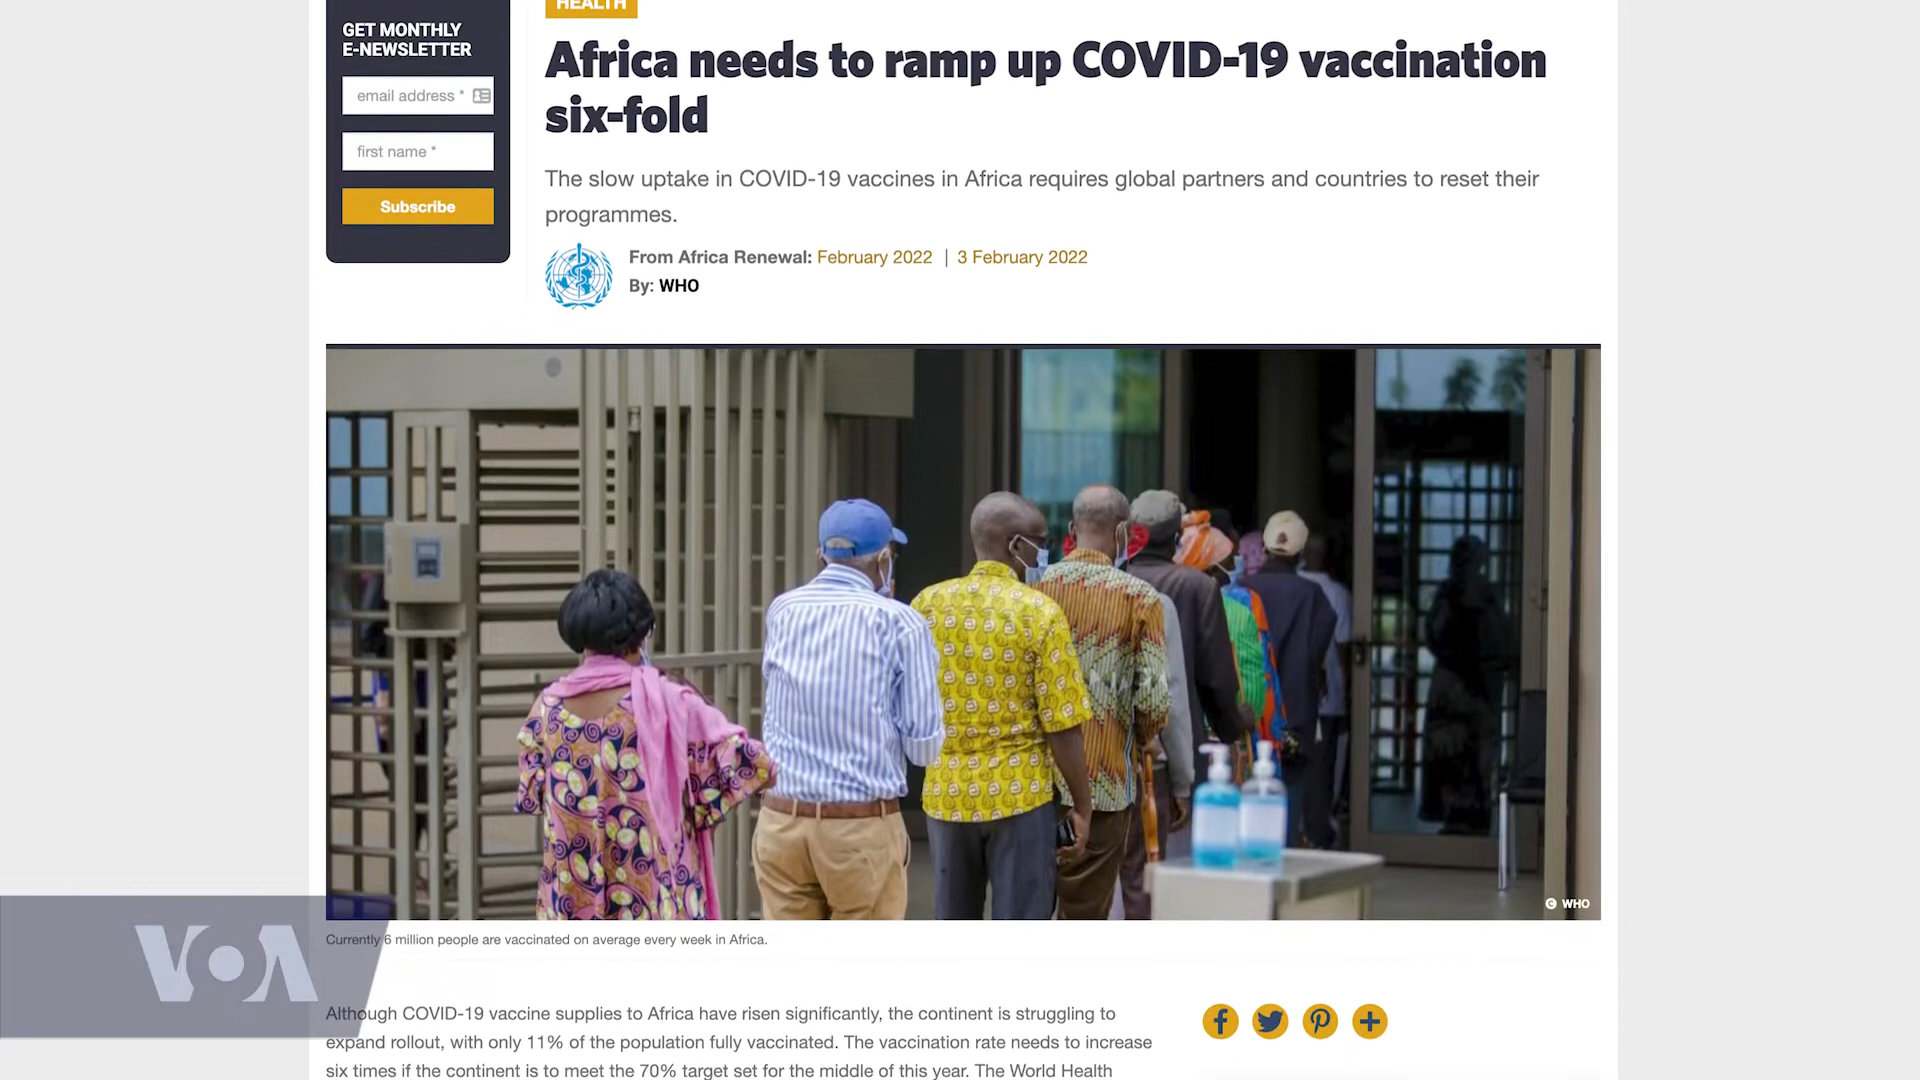 GET MONTHLY
E-NEWSLETTER
email address *
first name *
Subscribe
HEALTH
Africa needs to ramp up COVID-19 vaccination
six-fold
The slow uptake in COVID-19 vaccines in Africa requires global partners and countries to reset their
programmes.
From Africa Renewal: February 2022 | 3 February 2022
By: WHO
© WHO
Currently 6 million people are vaccinated on average every week in Africa.
VOA
Although COVID-19 vaccine supplies to Africa have risen significantly, the continent is struggling to
expand rollout, with only 11% of the population fully vaccinated. The vaccination rate needs to increase
six times if the continent is to meet the 70% target set for the middle of this year. The World Health